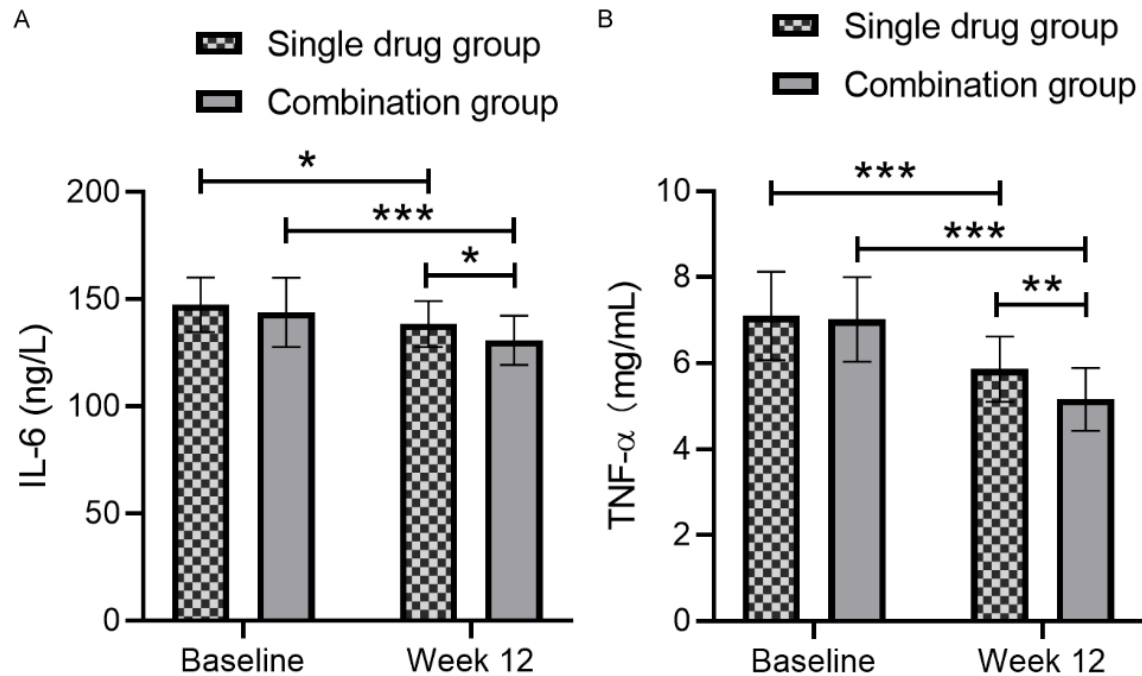 A
Single drug group
Combination group
*
***
*
200
150
100
50
0
IL-6 (ng/L)
Baseline
Week 12
B
Single drug group
Combination group
***
***
**
10
8
6
4
2
0
TNF-α（mg/mL)
Baseline
Week 12